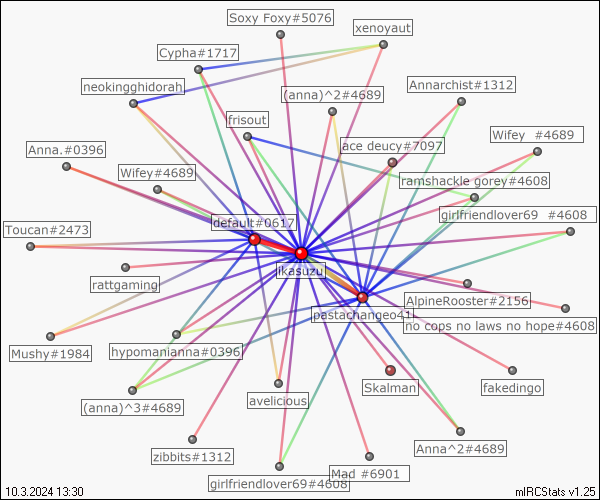 Soxy Foxy#5076
xenoyaut
Cypha#1717
neokingghidorah
Annarchist#1312
(anna)^2#4689
frisout
Wifey #4689
ace deucy#7097
Anna.#0396
Wifey#4689
ramshackle gorey#4608
girlfriendlover69 #4608
default#0617
Toucan#2473
ikasuzu
rattgaming
AlpineRooster#2156
pastachangeo41
no cops no laws no hope#4608
Mushy#1984
hypomanianna#0396
Skalman
fakedingo
(anna)^3#4689
avelicious
Anna^2#4689
zibbits#1312
Mad #6901
girlfriendlover69#4608
10.3.2024 13:30
mIRCStats v1.25